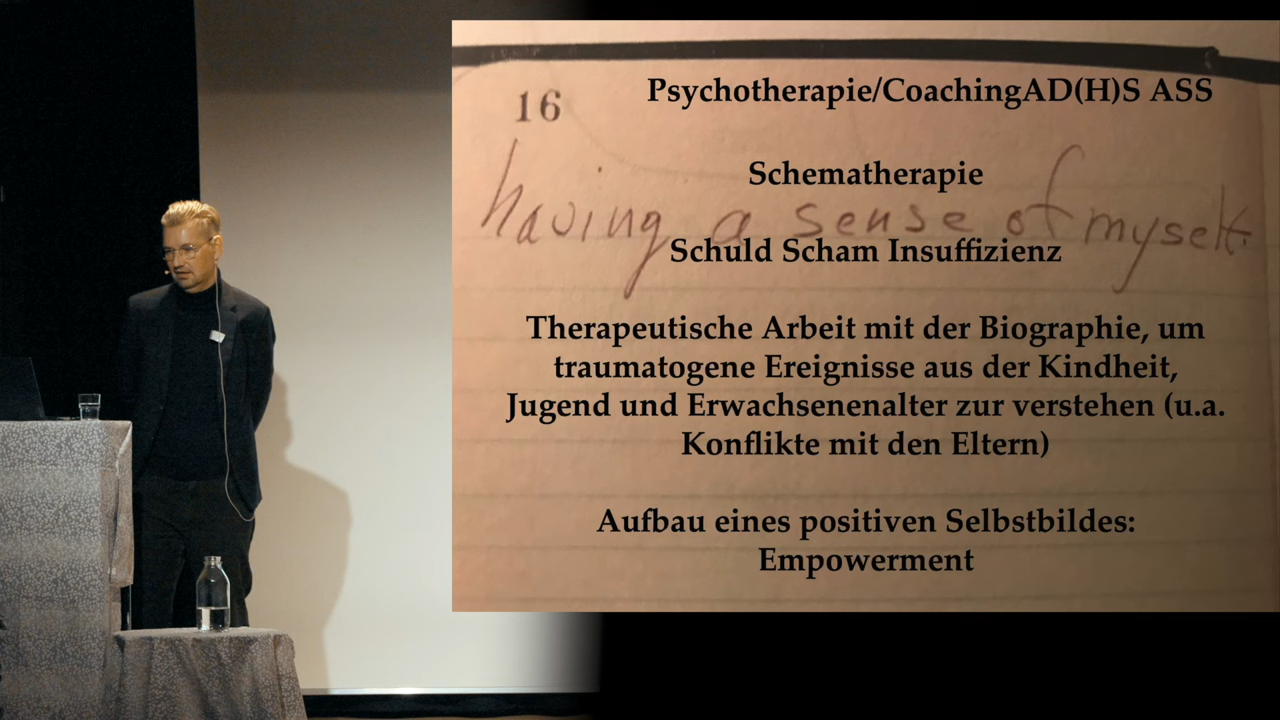 Psychotherapie/CoachingAD(H)S ASS
16
Schematherapie
having a sense of myself.
Schuld Scham Insuffizienz
Therapeutische Arbeit mit der Biographie, um
traumatogene Ereignisse aus der Kindheit,
Jugend und Erwachsenenalter zur verstehen (u.a.
Konflikte mit den Eltern)
Aufbau eines positiven Selbstbildes:
Empowerment